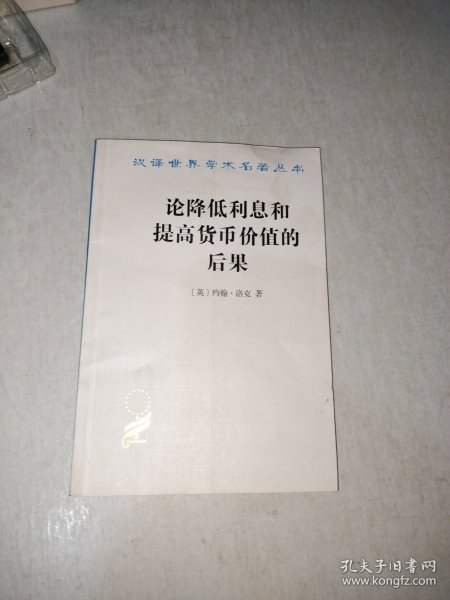 汉译世界学术名著丛书
论降低利息和
提高货币价值的
后果
〔英〕约翰·洛克 著
孔夫子旧书网
www.kongfz.com